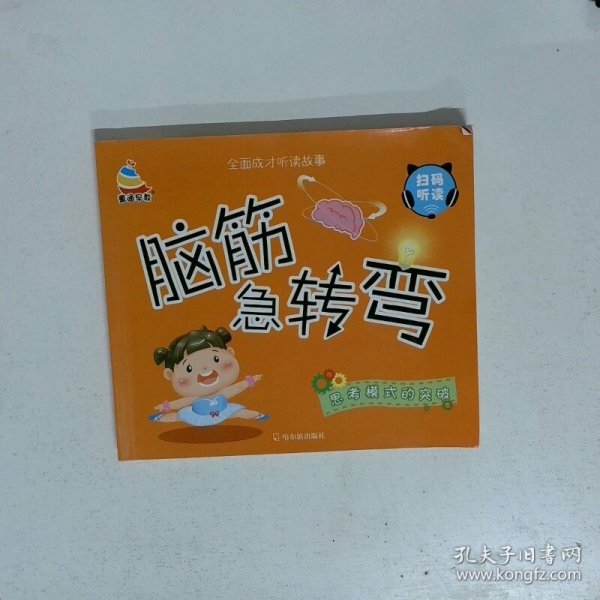 全面成才听读故事
扫码
听读
脑筋
急转弯
思考模式的突破
哈尔滨出版社
孔夫子旧书网
www.kongfz.com